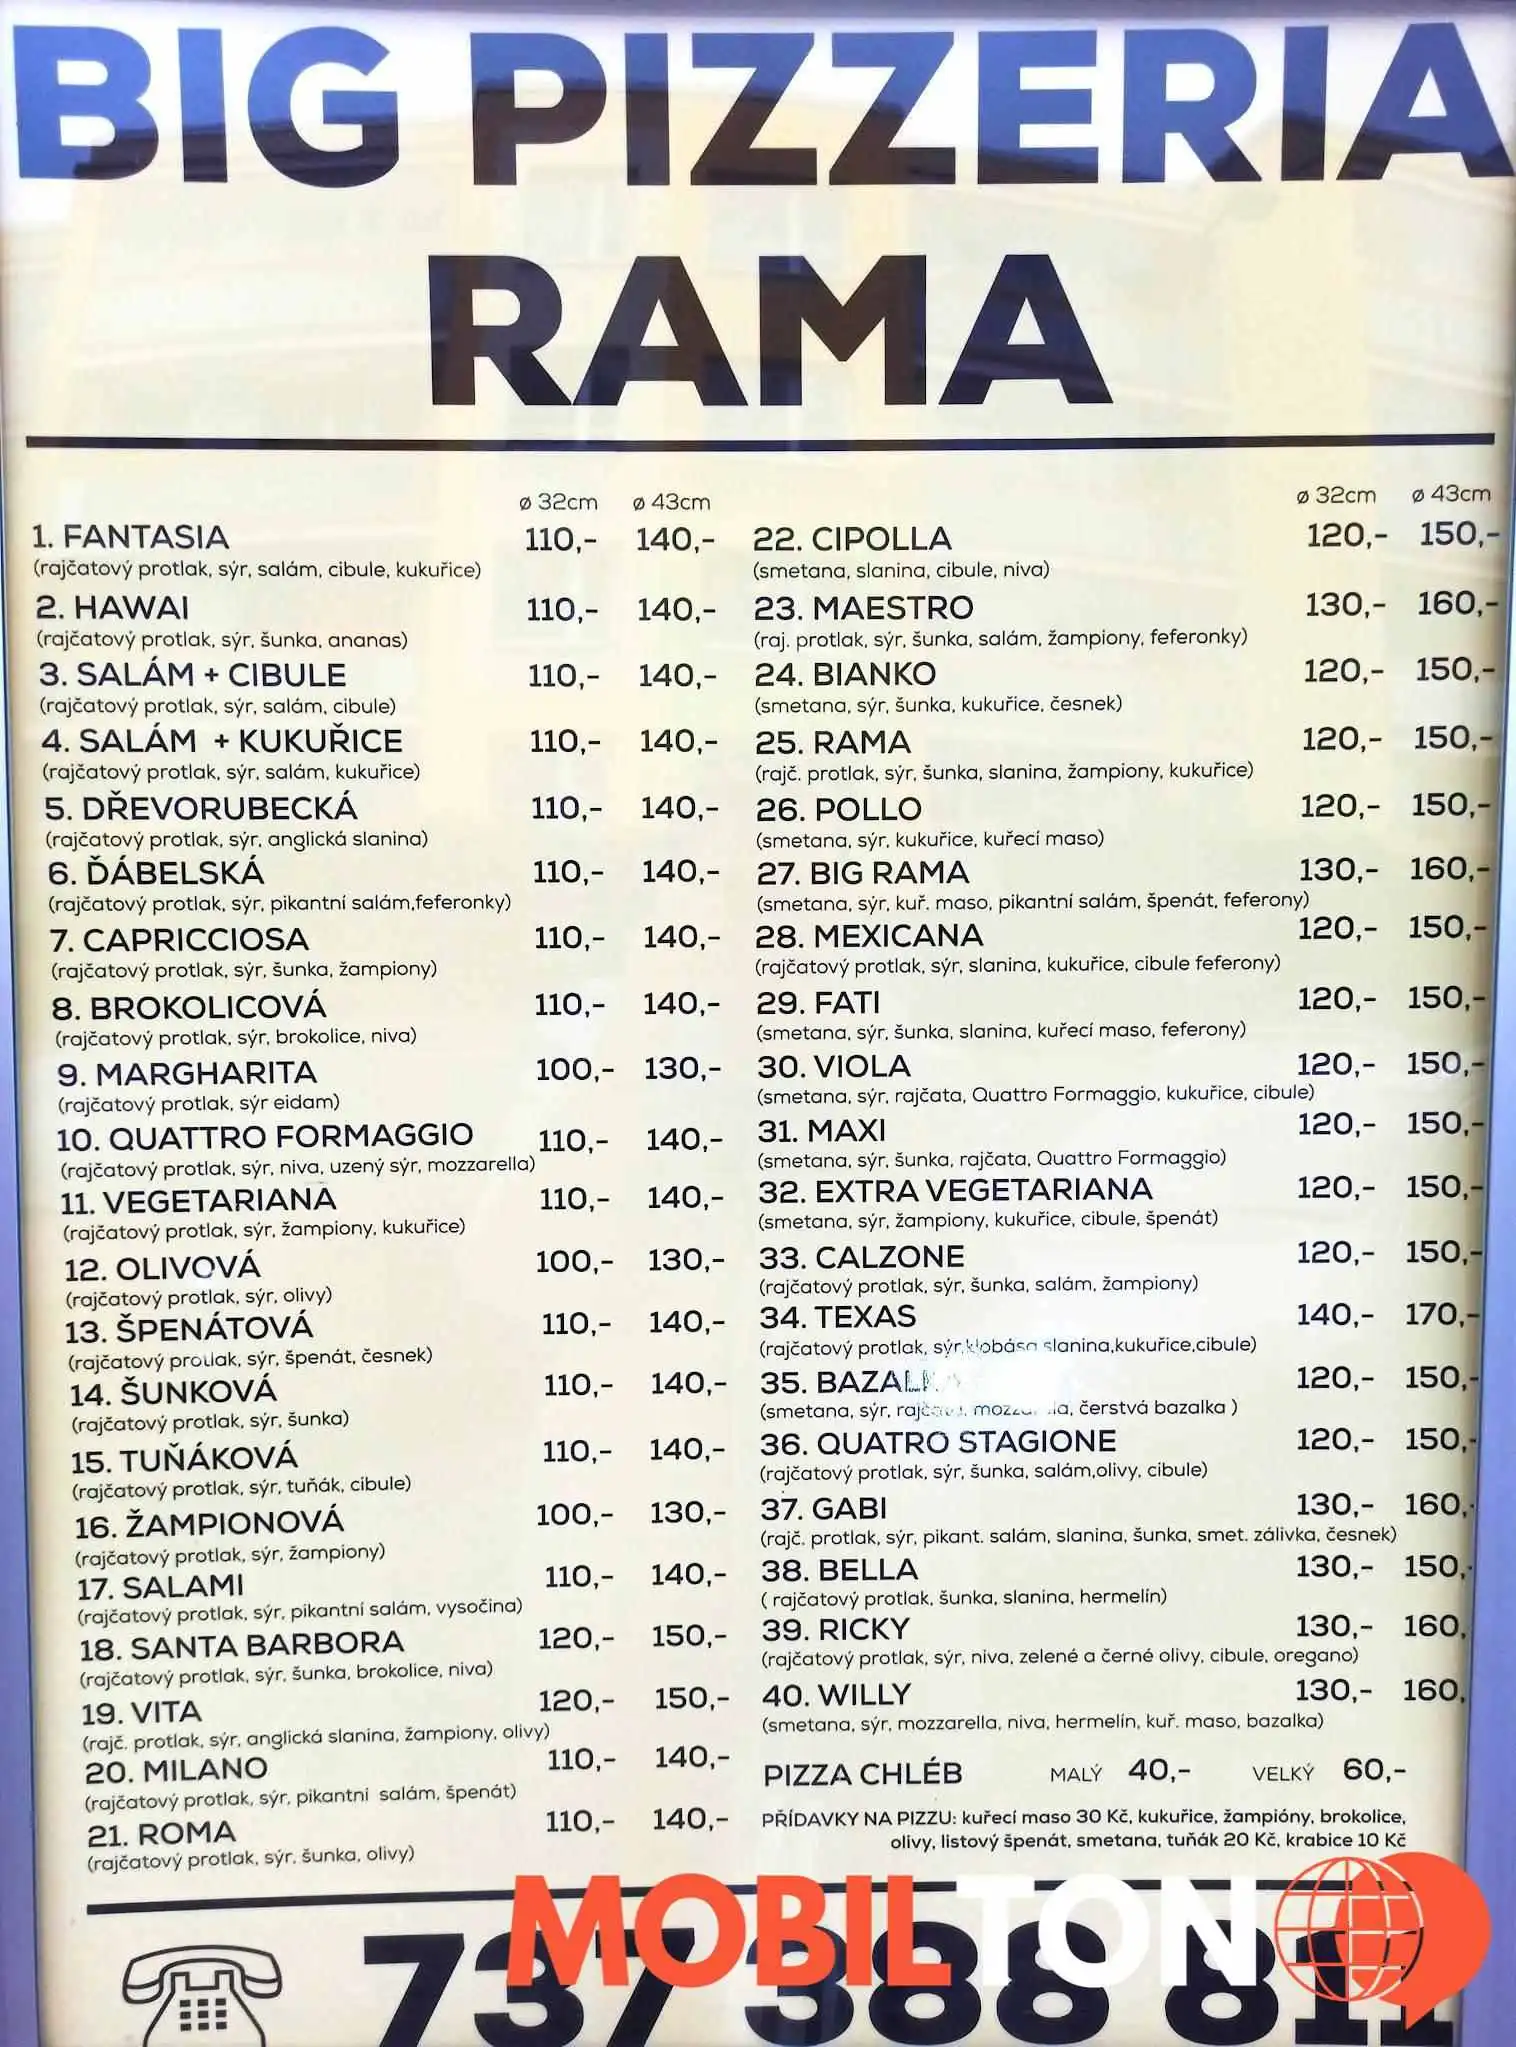 BIG PIZZERIA
RAMA
ø 32cm ø 43cm
1. FANTASIA 110,- 140,-
(rajčatový protlak, sýr, salám, cibule, kukuřice)
2. HAWAI 110,- 140,-
(rajčatový protlak, sýr, šunka, ananas)
3. SALÁM + CIBULE 110,- 140,-
(rajčatový protlak, sýr, salám, cibule)
4. SALÁM + KUKUŘICE 110,- 140,-
(rajčatový protlak, sýr, salám, kukuřice)
5. DŘEVORUBECKÁ 110,- 140,-
(rajčatový protlak, sýr, anglická slanina)
6. ĎÁBELSKÁ 110,- 140,-
(rajčatový protlak, sýr, pikantní salám,feferonky)
7. CAPRICCIOSA 110,- 140,-
(rajčatový protlak, sýr, šunka, žampiony)
8. BROKOLICOVÁ 110,- 140,-
(rajčatový protlak, sýr, brokolice, niva)
9. MARGHARITA 100,- 130,-
(rajčatový protlak, sýr eidam)
10. QUATTRO FORMAGGIO 110,- 140,-
(rajčatový protlak, sýr, niva, uzený sýr, mozzarella)
11. VEGETARIANA 110,- 140,-
(rajčatový protlak, sýr, žampiony, kukuřice)
12. OLIVOVÁ 100,- 130,-
(rajčatový protlak, sýr, olivy)
13. ŠPENÁTOVÁ 110,- 140,-
(rajčatový protlak, sýr, špenát, česnek)
14. ŠUNKOVÁ 110,- 140,-
(rajčatový protlak, sýr, šunka)
15. TUŇÁKOVÁ 110,- 140,-
(rajčatový protlak, sýr, tuňák, cibule)
16. ŽAMPIONOVÁ 100,- 130,-
(rajčatový protlak, sýr, žampiony)
17. SALAMI 110,- 140,-
(rajčatový protlak, sýr, pikantní salám, vysočina)
18. SANTA BARBORA 120,- 150,-
(rajčatový protlak, sýr, šunka, brokolice, niva)
19. VITA 120,- 150,-
(rajč. protlak, sýr, anglická slanina, žampiony, olivy)
20. MILANO 110,- 140,-
(rajčatový protlak, sýr, pikantni salám, špenát)
21. ROMA 110,- 140,-
(rajčatový protlak, sýr, šunka, olivy)
ø 32cm ø 43cm
22. CIPOLLA 120,- 150,-
(smetana, slanina, cibule, niva)
23. MAESTRO 130,- 160,-
(raj. protlak, sýr, šunka, salám, žampiony, feferonky)
24. BIANKO 120,- 150,-
(smetana, sýr, šunka, kukuřice, česnek)
25. RAMA 120,- 150,-
(rajč. protlak, sýr, šunka, slanina, žampiony, kukuřice)
26. POLLO 120,- 150,-
(smetana, sýr, kukuřice, kuřecí maso)
27. BIG RAMA 130,- 160,-
(smetana, sýr, kuř. maso, pikantní salám, špenát, feferony)
28. MEXICANA 120,- 150,-
(rajčatový protlak, sýr, slanina, kukuřice, cibule feferony)
29. FATI 120,- 150,-
(smetana, sýr, šunka, slanina, kuřecí maso, feferony)
30. VIOLA 120,- 150,-
(smetana, sýr, rajčata, Quattro Formaggio, kukuřice, cibule)
31. MAXI 120,- 150,-
(smetana, sýr, šunka, rajčata, Quattro Formaggio)
32. EXTRA VEGETARIANA 120,- 150,-
(smetana, sýr, žampiony, kukuřice, cibule, špenát)
33. CALZONE 120,- 150,-
(rajčatový protlak, sýr, šunka, salám, žampiony)
34. TEXAS 140,- 170,-
(rajčatový protlak, sýr,klobása slanina,kukuřice,cibule)
35. 120,- 150,-
(smetana, sýr, čerstvá bazalka )
36. QUATRO STAGIONE 120,- 150,-
(rajčatový protlak, sýr, šunka, salám,olivy, cibule)
37. GABI 130,- 160,-
(rajč. protlak, sýr, pikant. salám, slanina, šunka, smet. zálivka, česnek)
38. BELLA 130,- 150,-
( rajčatový protlak, šunka, slanina, hermelín)
39. RICKY 130,- 160,
(rajčatový protlak, sýr, niva, zelené a černé olivy, cibule, oregano)
40. WILLY 130,- 160,
(smetana, sýr, mozzarella, niva, hermelín, kuř. maso, bazalka)
PIZZA CHLÉB MALÝ 40,- VELKÝ 60,-
PŘÍDAVKY NA PIZZU: kuřecí maso 30 Kč, kukuřice, žampióny, brokolice,
olivy, listový špenát, smetana, tuňák 20 Kč, krabice 10 Kč
MOBILTON
737 388 811